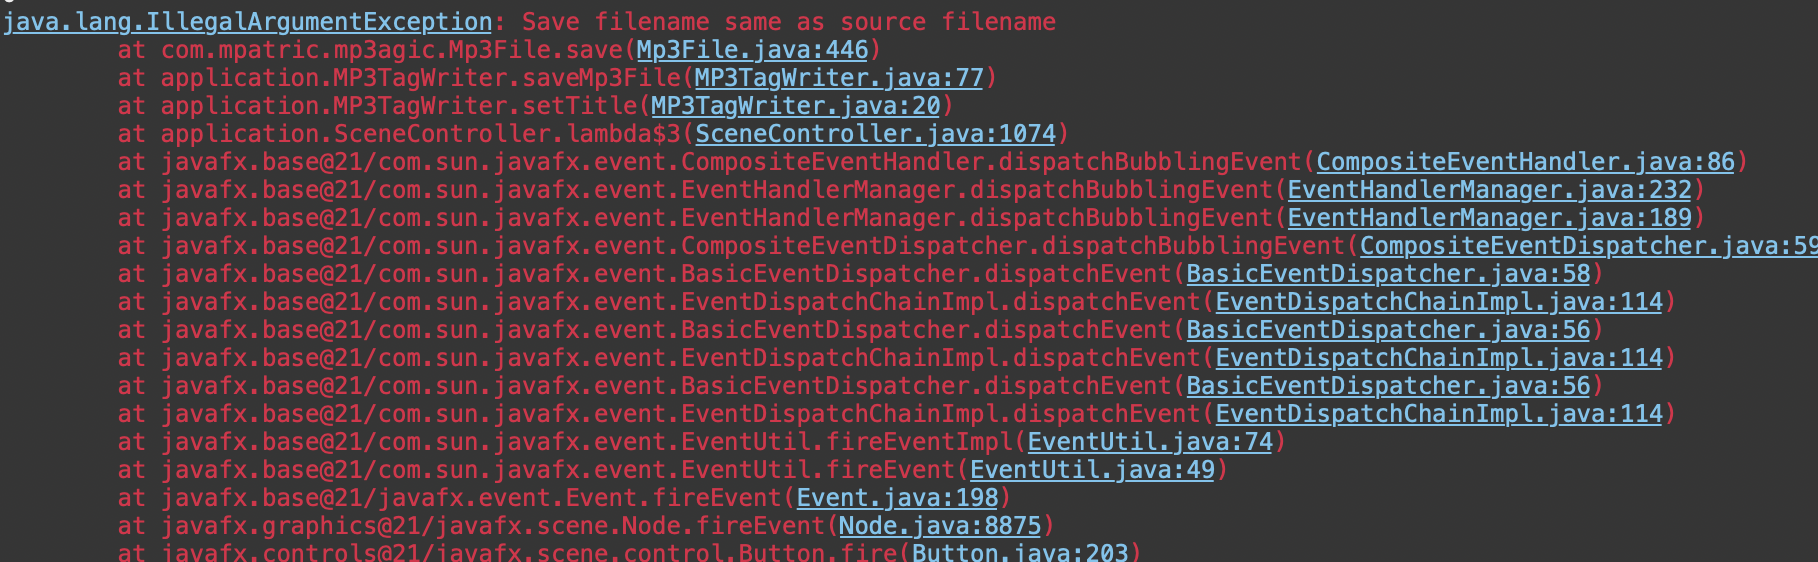 java.lang.IllegalArgumentException: Save filename same as source filename
at com.mpatric.mp3agic.Mp3File.save(Mp3File.java:446)
at application.MP3TagWriter.saveMp3File(MP3TagWriter.java:77)
at application.MP3TagWriter.setTitle(MP3TagWriter.java:20)
at application.SceneController.lambda$3(SceneController.java:1074)
at javafx.base@21/com.sun.javafx.event.CompositeEventHandler.dispatchBubblingEvent(CompositeEventHandler.java:86)
at javafx.base@21/com.sun.javafx.event.EventHandlerManager.dispatchBubblingEvent(EventHandlerManager.java:232)
at javafx.base@21/com.sun.javafx.event.EventHandlerManager.dispatchBubblingEvent(EventHandlerManager.java:189)
at javafx.base@21/com.sun.javafx.event.CompositeEventDispatcher.dispatchBubblingEvent(CompositeEventDispatcher.java:59
at javafx.base@21/com.sun.javafx.event.BasicEventDispatcher.dispatchEvent(BasicEventDispatcher.java:58)
at javafx.base@21/com.sun.javafx.event.EventDispatchChainImpl.dispatchEvent(EventDispatchChainImpl.java:114)
at javafx.base@21/com.sun.javafx.event.BasicEventDispatcher.dispatchEvent(BasicEventDispatcher.java:56)
at javafx.base@21/com.sun.javafx.event.EventDispatchChainImpl.dispatchEvent(EventDispatchChainImpl.java:114)
at javafx.base@21/com.sun.javafx.event.BasicEventDispatcher.dispatchEvent(BasicEventDispatcher.java:56)
at javafx.base@21/com.sun.javafx.event.EventDispatchChainImpl.dispatchEvent(EventDispatchChainImpl.java:114)
at javafx.base@21/com.sun.javafx.event.EventUtil.fireEventImpl(EventUtil.java:74)
at javafx.base@21/com.sun.javafx.event.EventUtil.fireEvent(EventUtil.java:49)
at javafx.base@21/javafx.event.Event.fireEvent(Event.java:198)
at javafx.graphics@21/javafx.scene.Node.fireEvent(Node.java:8875)
at javafx.controls@21/javafx.scene.control.Button.fire(Button.java:203)